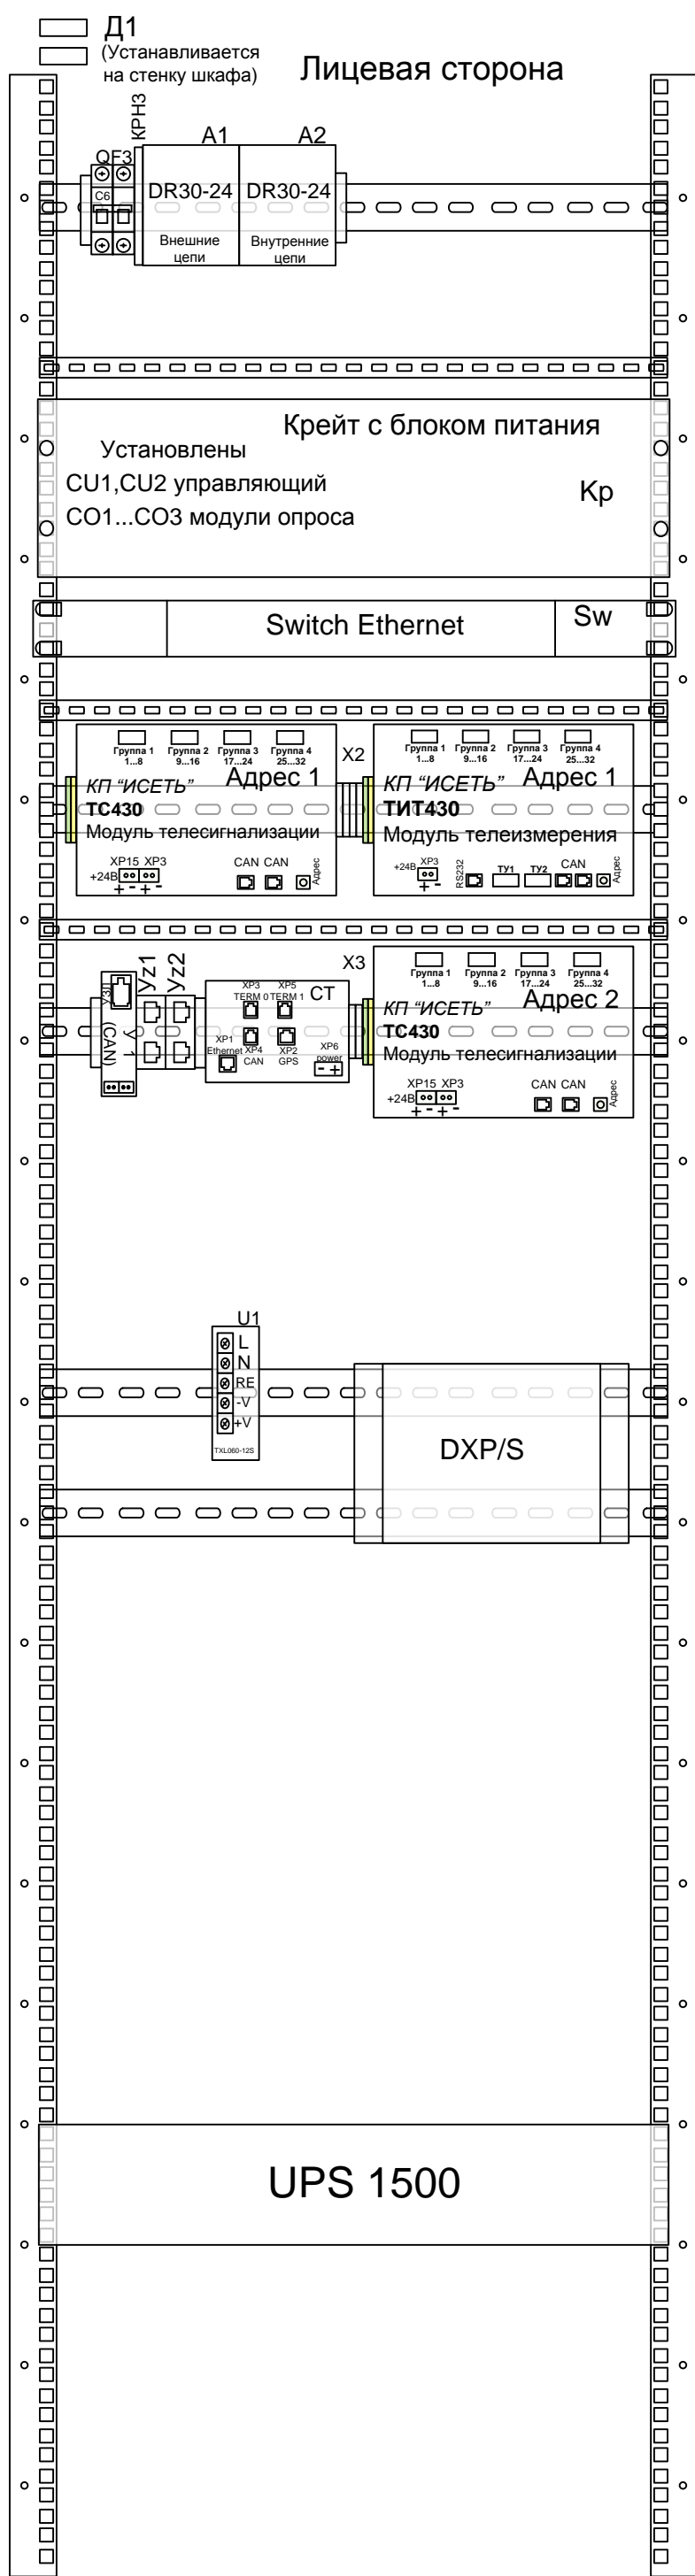 Д1
(Устанавливается
на стенку шкафа)
Лицевая сторона
КРН3
QF3
A1
A2
C6
DR30-24
DR30-24
Внешние
цепи
Внутренние
цепи
Крейт с блоком питания
Установлены
CU1,CU2 управляющий
CO1...CO3 модули опроса
Кр
Switch Ethernet
Sw
Группа 1
1...8
Группа 2
9...16
Группа 3
17...24
Группа 4
25...32
Адрес 1
КП “ИСЕТЬ”
ТС430
Модуль телесигнализации
XP15 XP3
+24В
+ - + -
CAN CAN
Адрес
X2
Группа 1
1...8
Группа 2
9...16
Группа 3
17...24
Группа 4
25...32
Адрес 1
КП “ИСЕТЬ”
ТИТ430
Модуль телеизмерения
+24В
XP3
+ -
RS232
ТУ1
ТУ2
CAN
Адрес
УЗП
(CAN)
Уz1
Уz2
XP3
TERM 0
XP5
TERM 1
СТ
XP1
Ethernet
XP4
CAN
XP2
GPS
XP6
power
- +
X3
Группа 1
1...8
Группа 2
9...16
Группа 3
17...24
Группа 4
25...32
Адрес 2
КП “ИСЕТЬ”
ТС430
Модуль телесигнализации
XP15 XP3
+24В
+ - + -
CAN CAN
Адрес
U1
L
N
RE
-V
+V
TXL060-12S
DXP/S
UPS 1500